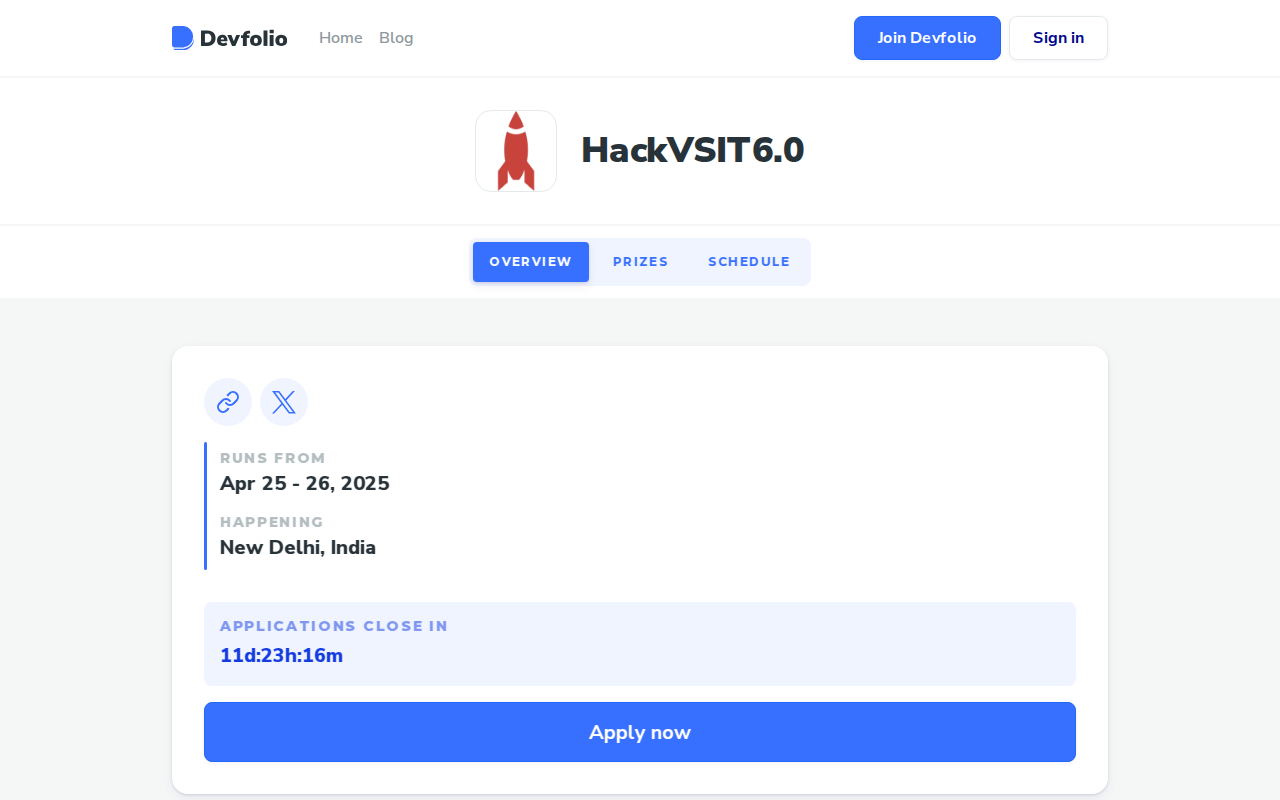 Devfolio
Home
Blog
Join Devfolio
Sign in
HackVSIT6.0
OVERVIEW
PRIZES
SCHEDULE
RUNS FROM
Apr 25 - 26, 2025
HAPPENING
New Delhi, India
APPLICATIONS CLOSE IN
11d:23h:16m
Apply now